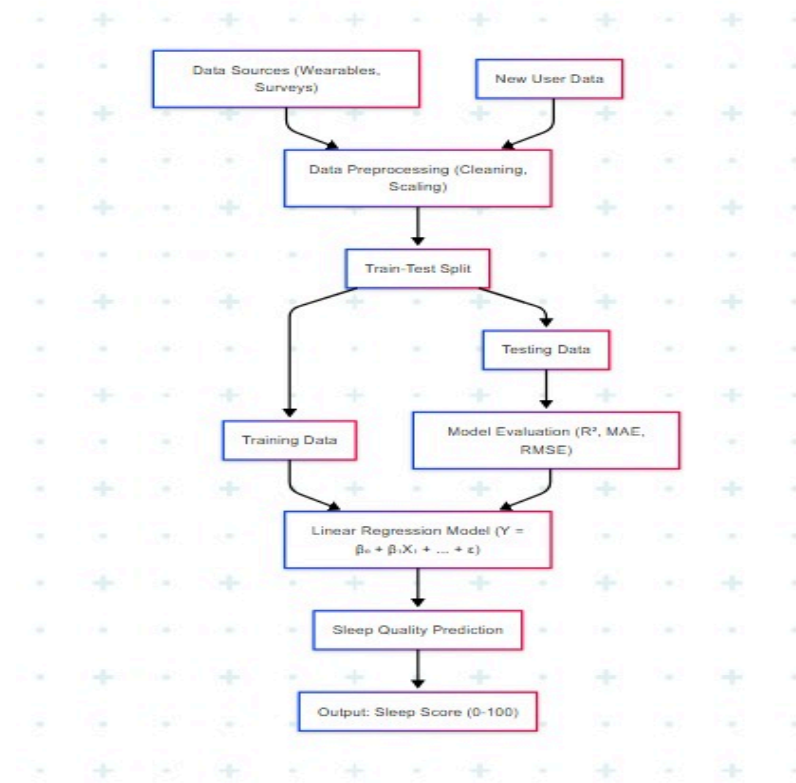 Data Sources (Wearables,
Surveys)
New User Data
Data Preprocessing (Cleaning,
Scaling)
Train-Test Split
Testing Data
Training Data
Model Evaluation (R², MAE,
RMSE)
Linear Regression Model (Y =
β₀ + β₁X₁ + ... + ε)
Sleep Quality Prediction
Output: Sleep Score (0-100)